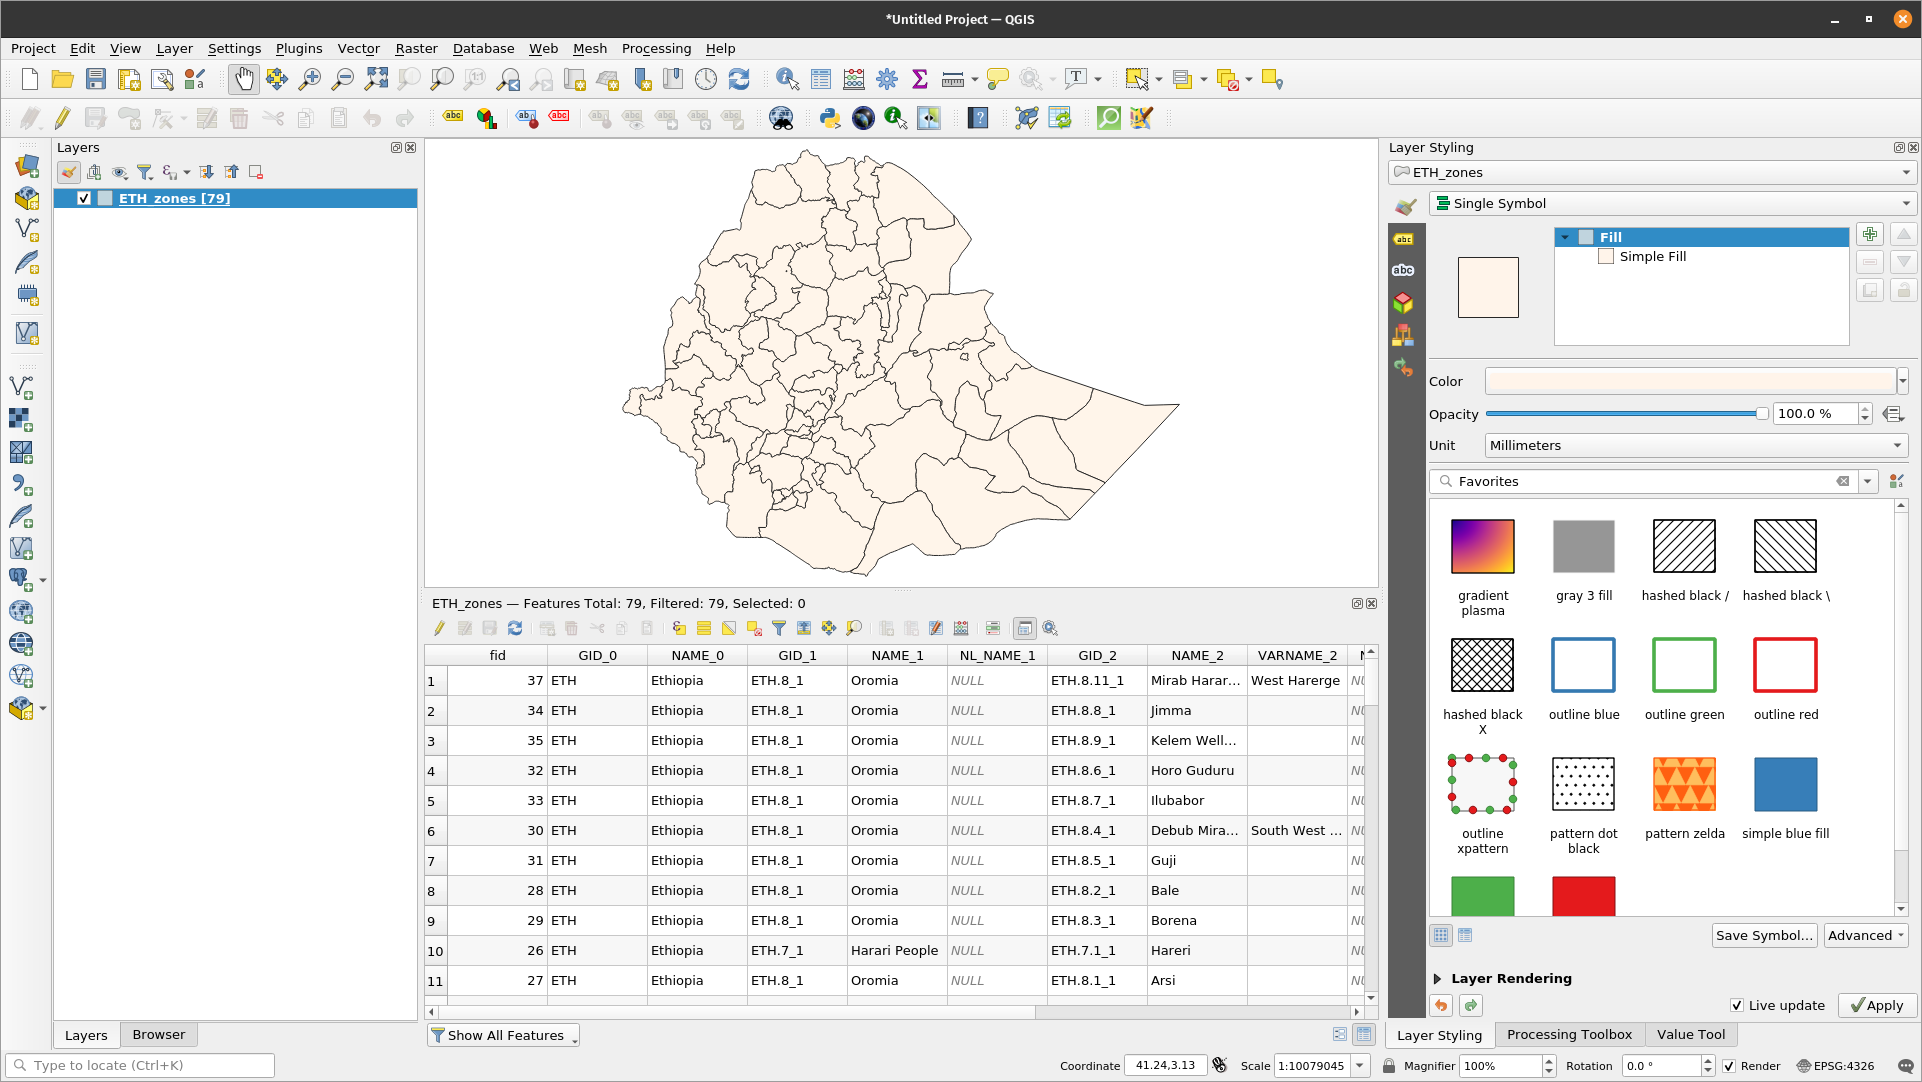 *Untitled Project — QGIS
Project Edit View Layer Settings Plugins Vector Raster Database Web Mesh Processing Help
Layers
ETH_zones [79]
Layers Browser
Type to locate (Ctrl+K)
ETH_zones — Features Total: 79, Filtered: 79, Selected: 0
fid GID_0 NAME_0 GID_1 NAME_1 NL_NAME_1 GID_2 NAME_2 VARNAME_2
1 37 ETH Ethiopia ETH.8_1 Oromia NULL ETH.8.11_1 Mirab Harar... West Harerge
2 34 ETH Ethiopia ETH.8_1 Oromia NULL ETH.8.8_1 Jimma
3 35 ETH Ethiopia ETH.8_1 Oromia NULL ETH.8.9_1 Kelem Well...
4 32 ETH Ethiopia ETH.8_1 Oromia NULL ETH.8.6_1 Horo Guduru
5 33 ETH Ethiopia ETH.8_1 Oromia NULL ETH.8.7_1 Ilubabor
6 30 ETH Ethiopia ETH.8_1 Oromia NULL ETH.8.4_1 Debub Mira... South West ...
7 31 ETH Ethiopia ETH.8_1 Oromia NULL ETH.8.5_1 Guji
8 28 ETH Ethiopia ETH.8_1 Oromia NULL ETH.8.2_1 Bale
9 29 ETH Ethiopia ETH.8_1 Oromia NULL ETH.8.3_1 Borena
10 26 ETH Ethiopia ETH.7_1 Harari People NULL ETH.7.1_1 Hareri
11 27 ETH Ethiopia ETH.8_1 Oromia NULL ETH.8.1_1 Arsi
Show All Features
Layer Styling
ETH_zones
Single Symbol
Fill
Simple Fill
Color
Opacity 100.0 %
Unit Millimeters
Favorites
gradient plasma
gray 3 fill
hashed black /
hashed black \
hashed black X
outline blue
outline green
outline red
outline xpattern
pattern dot black
pattern zelda
simple blue fill
Save Symbol... Advanced
Layer Rendering
Live update Apply
Layer Styling Processing Toolbox Value Tool
Coordinate 41.24,3.13 Scale 1:10079045 Magnifier 100% Rotation 0.0 ° Render EPSG:4326